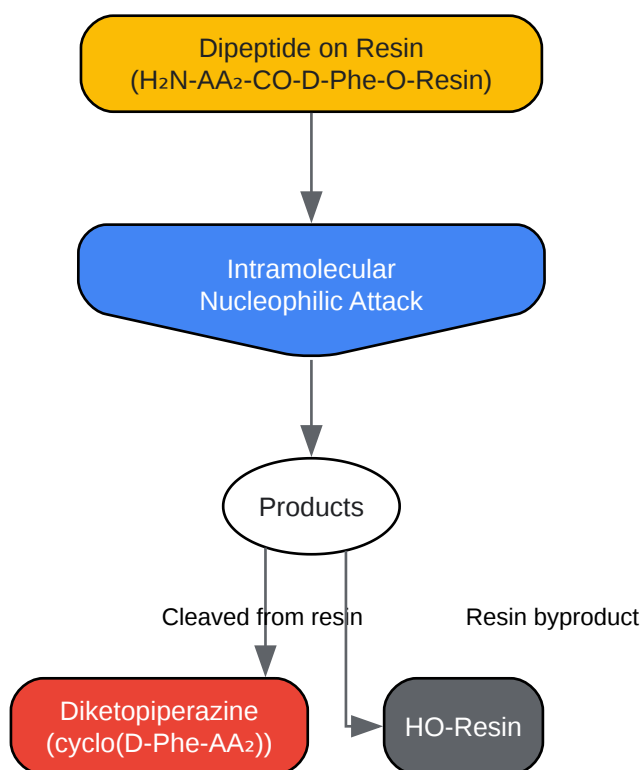 Dipeptide on Resin
(H₂N-AA₂-CO-D-Phe-O-Resin)
Intramolecular
Nucleophilic Attack
Products
Cleaved from resin
Resin byproduct
Diketopiperazine
(cyclo(D-Phe-AA₂))
HO-Resin